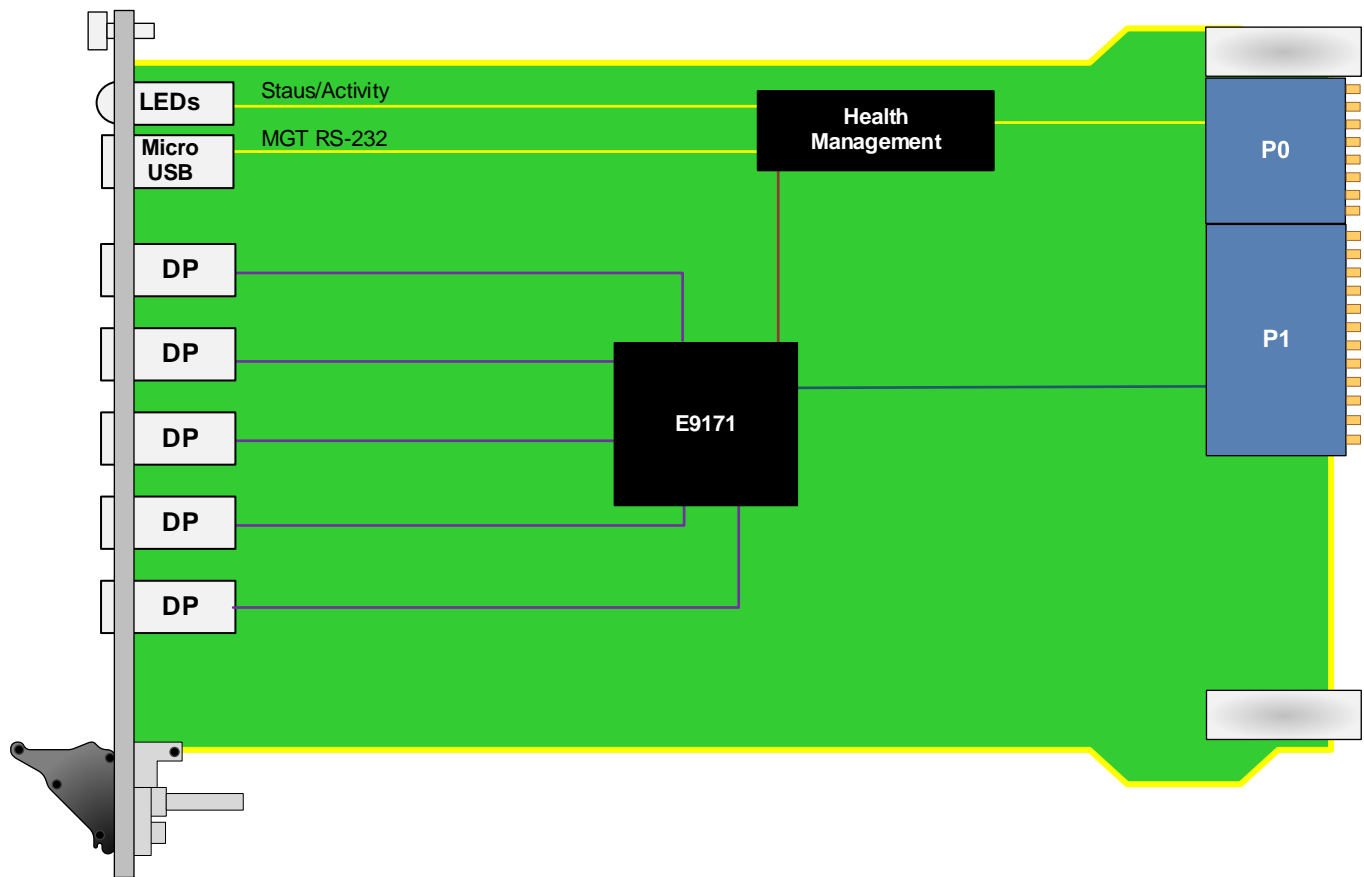 LEDs
Staus/Activity
Micro
USB
MGT RS-232
Health
Management
P0
DP
DP
DP
DP
DP
E9171
P1